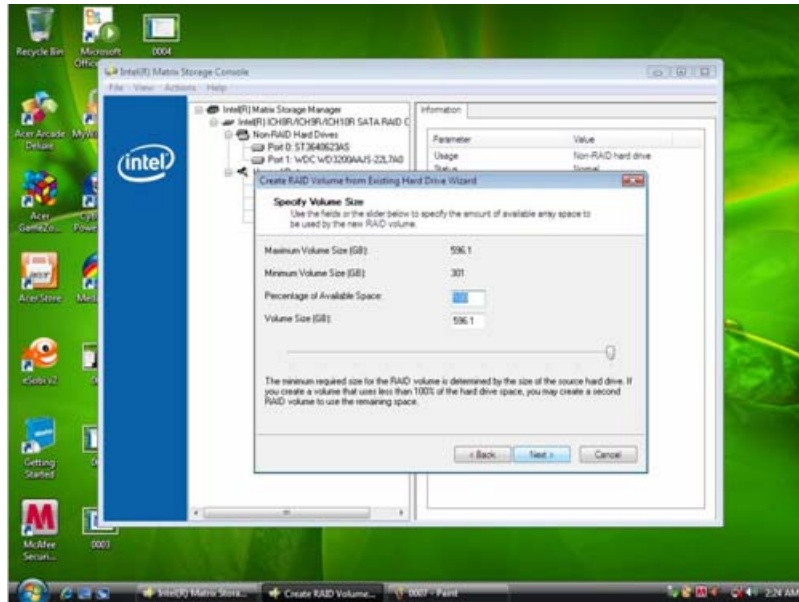 Recycle Bin
Microsoft Office
0004
Acer Arcade Deluxe
Acer GameZo...
Acer Store
eSobi v2
Getting Started
McAfee Securi...
0003
Intel(R) Matrix Storage Console
File View Actions Help
intel
Intel(R) Matrix Storage Manager
Intel(R) ICH8R/ICH9R/ICH10R SATA RAID C
Non-RAID Hard Drives
Port 0: ST3640623AS
Port 1: WDC WD3200AAJS-22L7A0
Information
Parameter Value
Usage Non-RAID hard drive
Status Normal
Create RAID Volume from Existing Hard Drive Wizard
Specify Volume Size
Use the fields or the slider below to specify the amount of available array space to
be used by the new RAID volume.
Maximum Volume Size (GB): 596.1
Minimum Volume Size (GB): 301
Percentage of Available Space: 100
Volume Size (GB): 596.1
The minimum required size for the RAID volume is determined by the size of the source hard drive. If
you create a volume that uses less than 100% of the hard drive space, you may create a second
RAID volume to use the remaining space.
< Back Next > Cancel
Intel(R) Matrix Stora... Create RAID Volume... 0007 - Paint 2:24 AM